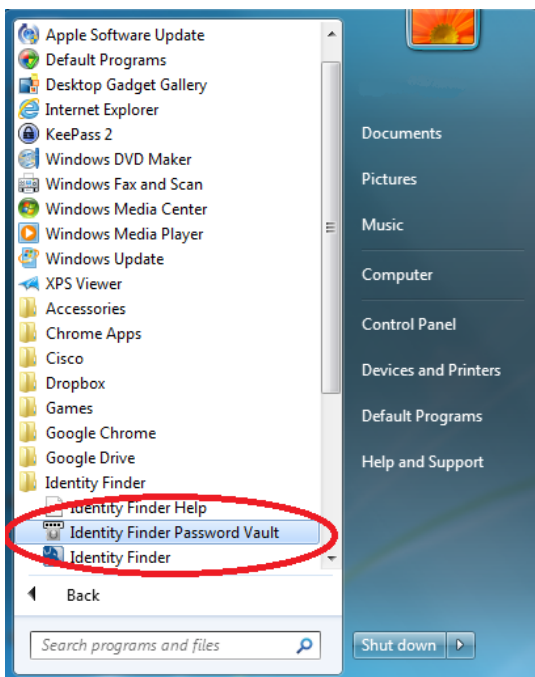 Apple Software Update
Default Programs
Desktop Gadget Gallery
Internet Explorer
KeePass 2
Windows DVD Maker
Windows Fax and Scan
Windows Media Center
Windows Media Player
Windows Update
XPS Viewer
Accessories
Chrome Apps
Cisco
Dropbox
Games
Google Chrome
Google Drive
Identity Finder
Identity Finder Help
Identity Finder Password Vault
Identity Finder
Back
Search programs and files
Documents
Pictures
Music
Computer
Control Panel
Devices and Printers
Default Programs
Help and Support
Shut down